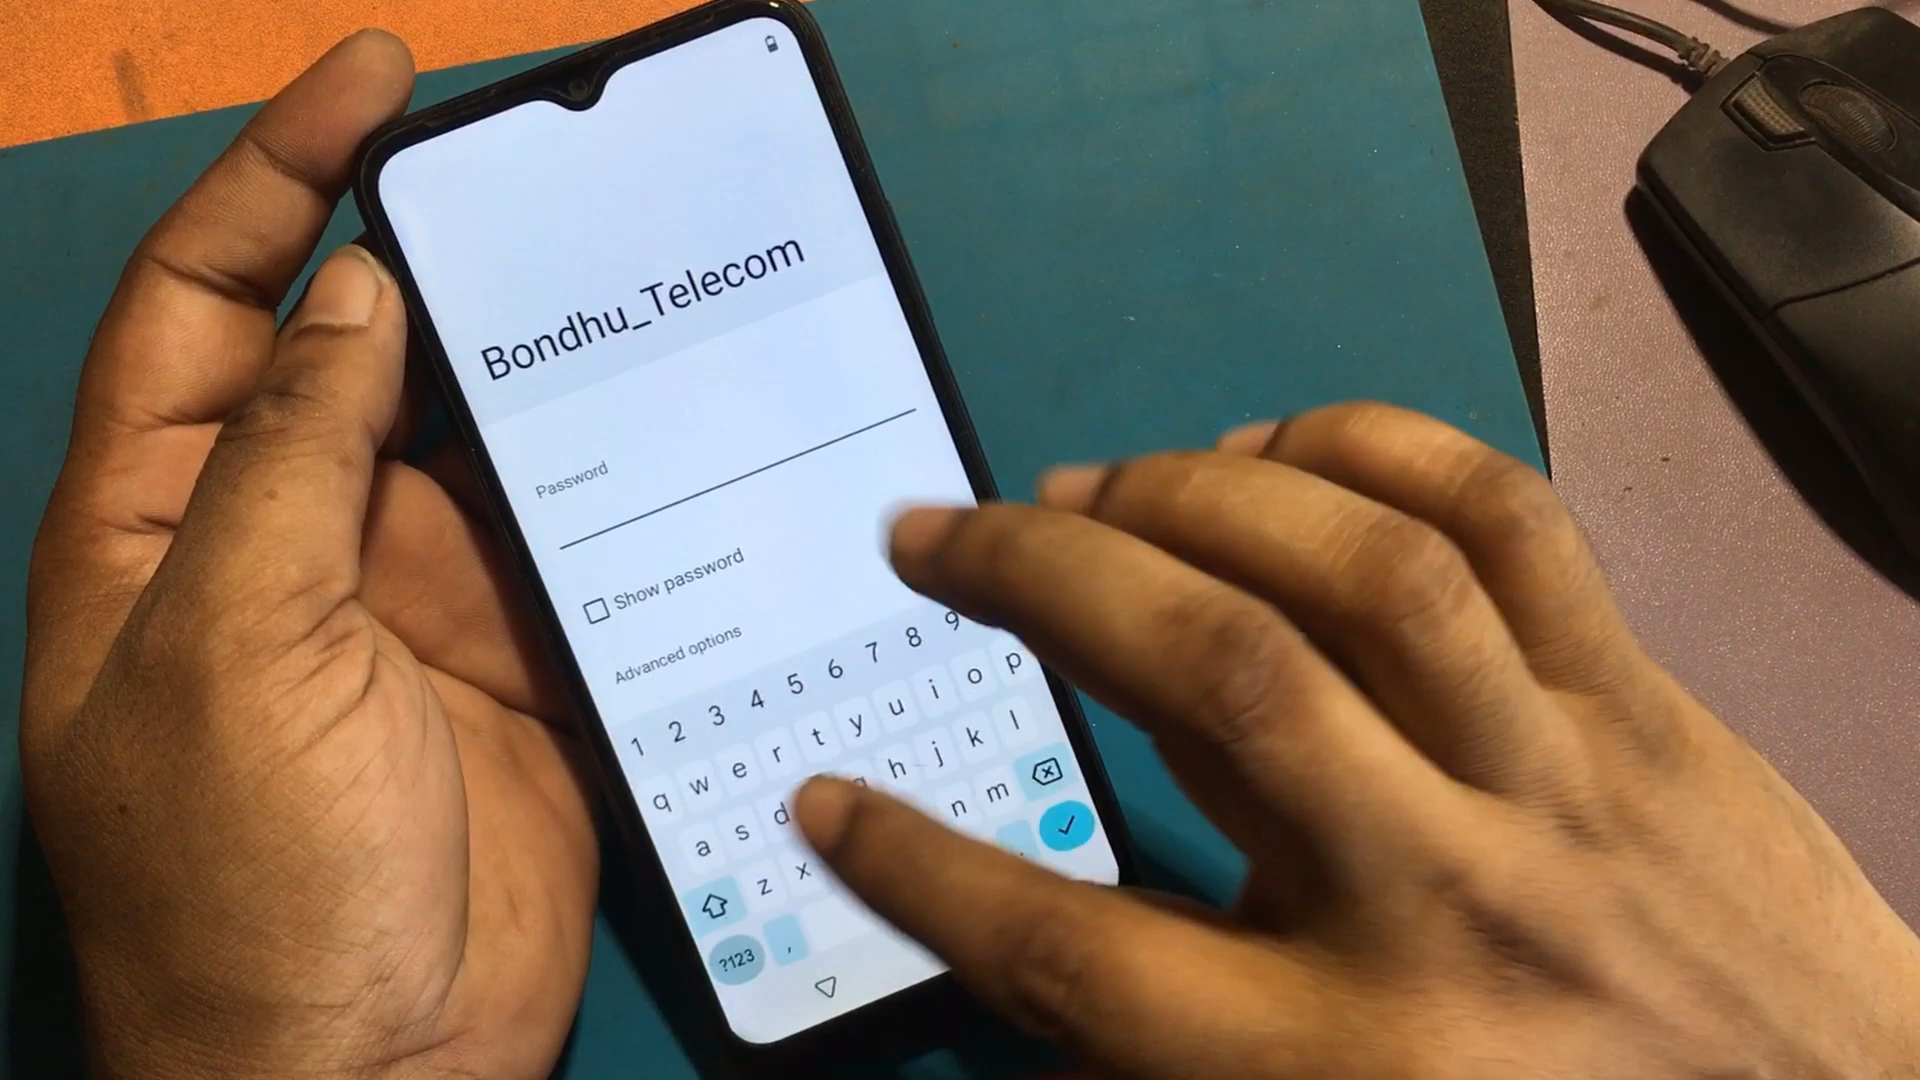 Bondhu_Telecom
Password
Show password
Advanced options
1 2 3 4 5 6 7 8 9
q w e r t y u i o p
a s d g h j k l
z x n m
?123 , .